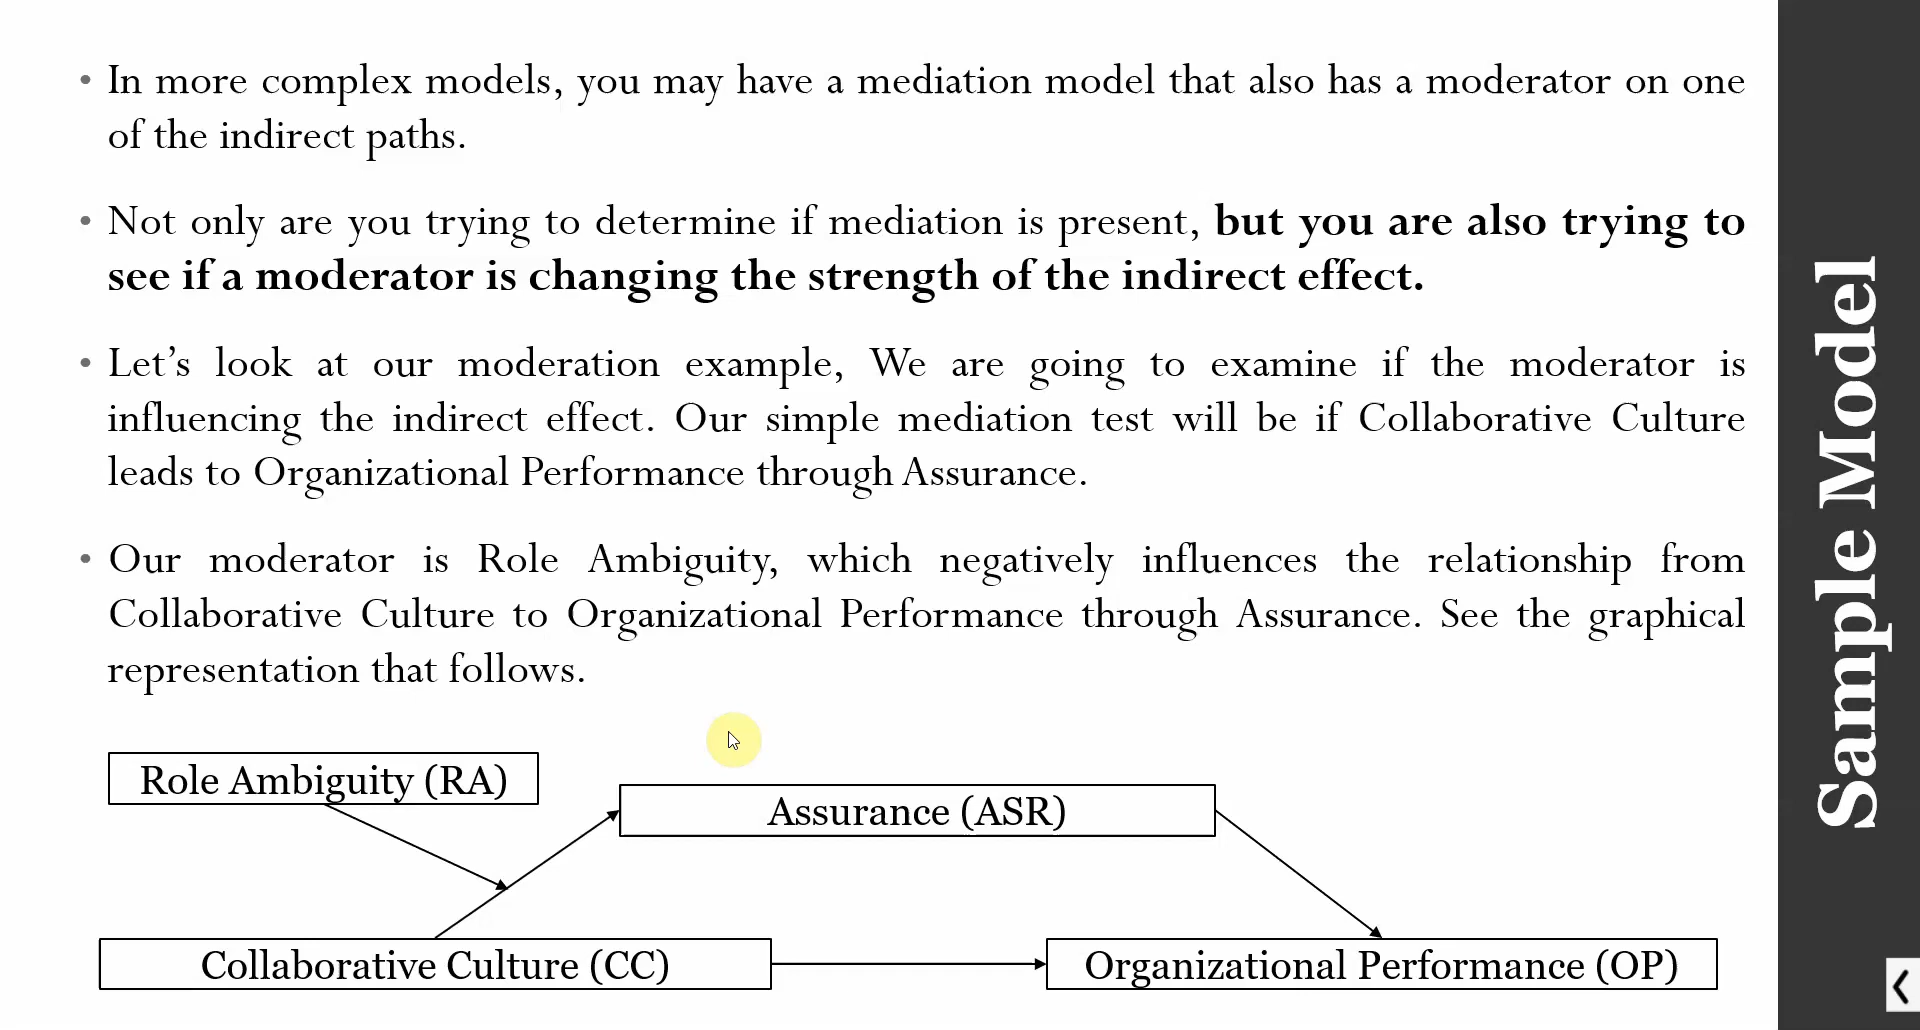 • In more complex models, you may have a mediation model that also has a moderator on one
of the indirect paths.
• Not only are you trying to determine if mediation is present, but you are also trying to
see if a moderator is changing the strength of the indirect effect.
• Let’s look at our moderation example, We are going to examine if the moderator is
influencing the indirect effect. Our simple mediation test will be if Collaborative Culture
leads to Organizational Performance through Assurance.
• Our moderator is Role Ambiguity, which negatively influences the relationship from
Collaborative Culture to Organizational Performance through Assurance. See the graphical
representation that follows.
Role Ambiguity (RA)
Assurance (ASR)
Collaborative Culture (CC)
Organizational Performance (OP)
Sample Model